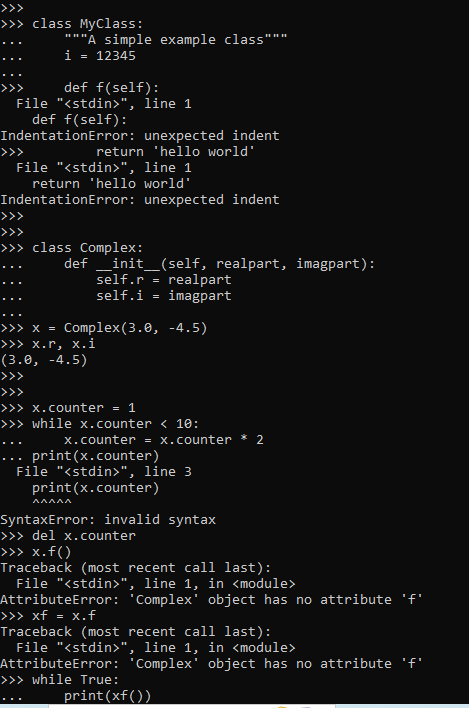 >>>
>>> class MyClass:
...     """A simple example class"""
...     i = 12345
...
>>>     def f(self):
  File "<stdin>", line 1
    def f(self):
IndentationError: unexpected indent
>>>         return 'hello world'
  File "<stdin>", line 1
    return 'hello world'
IndentationError: unexpected indent
>>>
>>>
>>> class Complex:
...     def __init__(self, realpart, imagpart):
...         self.r = realpart
...         self.i = imagpart
...
>>> x = Complex(3.0, -4.5)
>>> x.r, x.i
(3.0, -4.5)
>>>
>>>
>>> x.counter = 1
>>> while x.counter < 10:
...     x.counter = x.counter * 2
... print(x.counter)
  File "<stdin>", line 3
    print(x.counter)
    ^^^^^
SyntaxError: invalid syntax
>>> del x.counter
>>> x.f()
Traceback (most recent call last):
  File "<stdin>", line 1, in <module>
AttributeError: 'Complex' object has no attribute 'f'
>>> xf = x.f
Traceback (most recent call last):
  File "<stdin>", line 1, in <module>
AttributeError: 'Complex' object has no attribute 'f'
>>> while True:
...     print(xf())